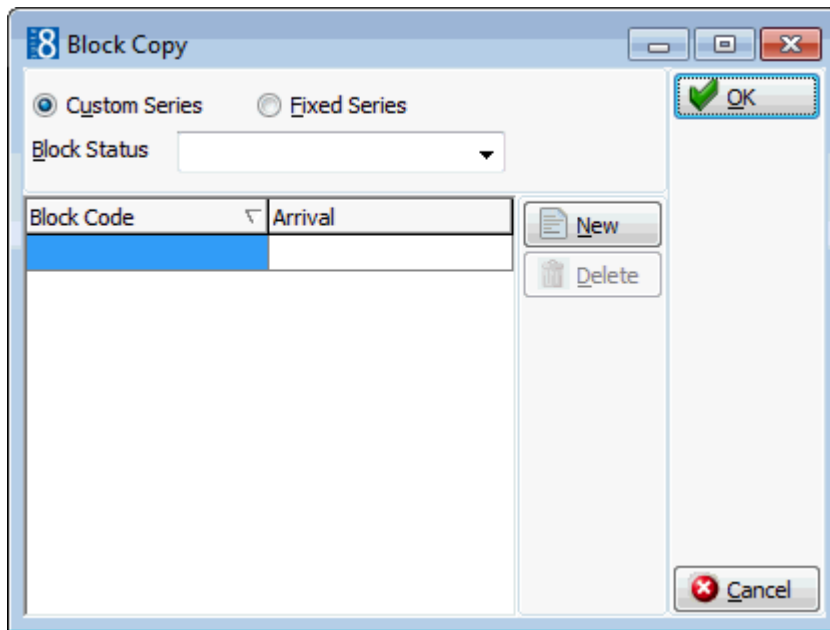 8 Block Copy
Custom Series Fixed Series OK
Block Status
Block Code Arrival New
Delete
Cancel